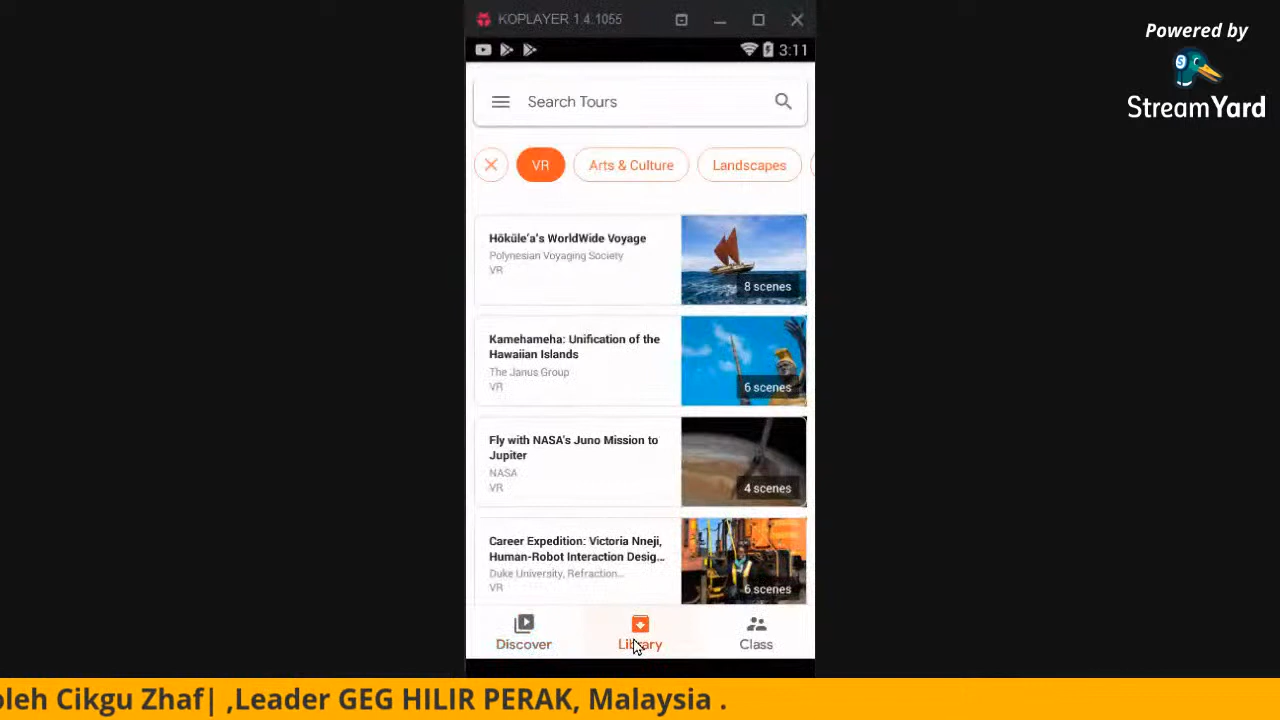 KOPLAYER 1.4.1055
3:11
Powered by
StreamYard
Search Tours
VR
Arts & Culture
Landscapes
Hōkūle‘a's WorldWide Voyage
Polynesian Voyaging Society
VR
8 scenes
Kamehameha: Unification of the
Hawaiian Islands
The Janus Group
VR
6 scenes
Fly with NASA's Juno Mission to
Jupiter
NASA
VR
4 scenes
Career Expedition: Victoria Nneji,
Human-Robot Interaction Desig...
Duke University, Refraction...
VR
6 scenes
Discover
Library
Class
oleh Cikgu Zhaf| ,Leader GEG HILIR PERAK, Malaysia .